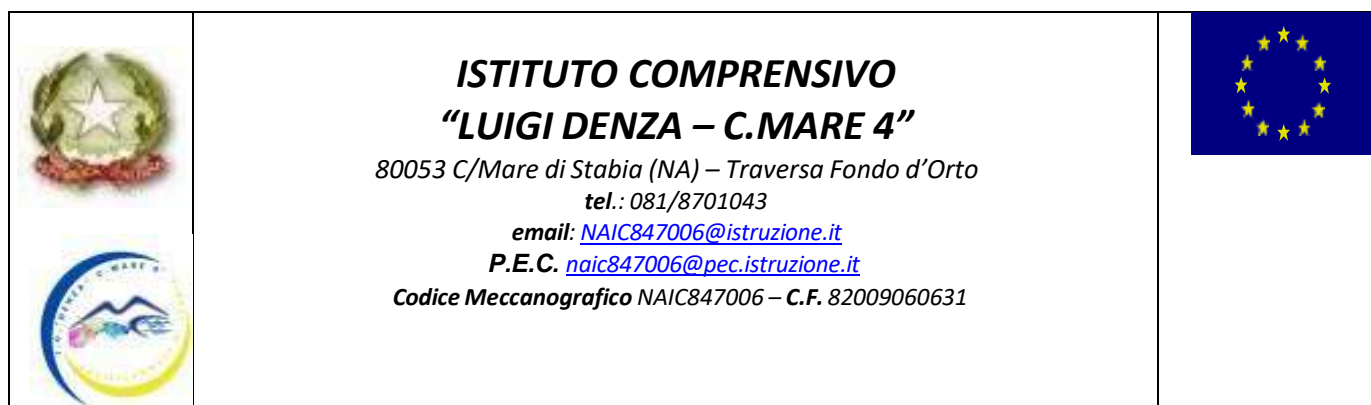 ISTITUTO COMPRENSIVO
“LUIGI DENZA – C.MARE 4”
80053 C/Mare di Stabia (NA) – Traversa Fondo d’Orto
tel.: 081/8701043
email: NAIC847006@istruzione.it
P.E.C. naic847006@pec.istruzione.it
Codice Meccanografico NAIC847006 – C.F. 82009060631